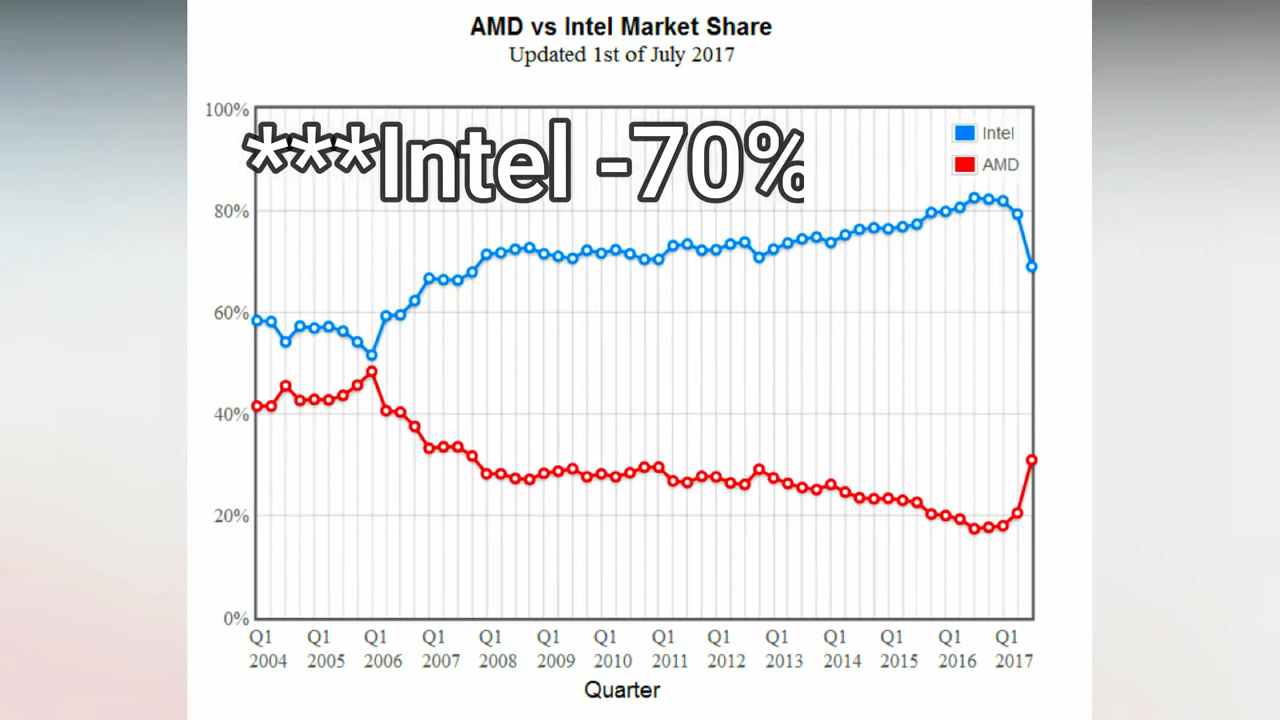 AMD vs Intel Market Share
Updated 1st of July 2017
100%
***Intel -70%
Intel
AMD
80%
60%
40%
20%
0%
Q1 Q1 Q1 Q1 Q1 Q1 Q1 Q1 Q1 Q1 Q1 Q1 Q1 Q1
2004 2005 2006 2007 2008 2009 2010 2011 2012 2013 2014 2015 2016 2017
Quarter